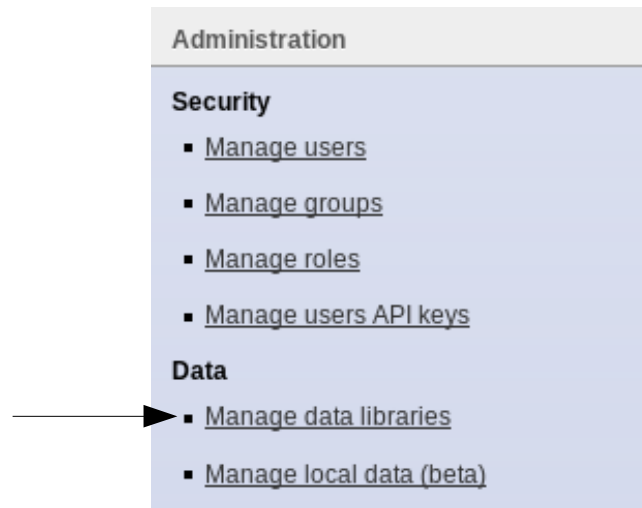 Administration
Security
Manage users
Manage groups
Manage roles
Manage users API keys
Data
Manage data libraries
Manage local data (beta)